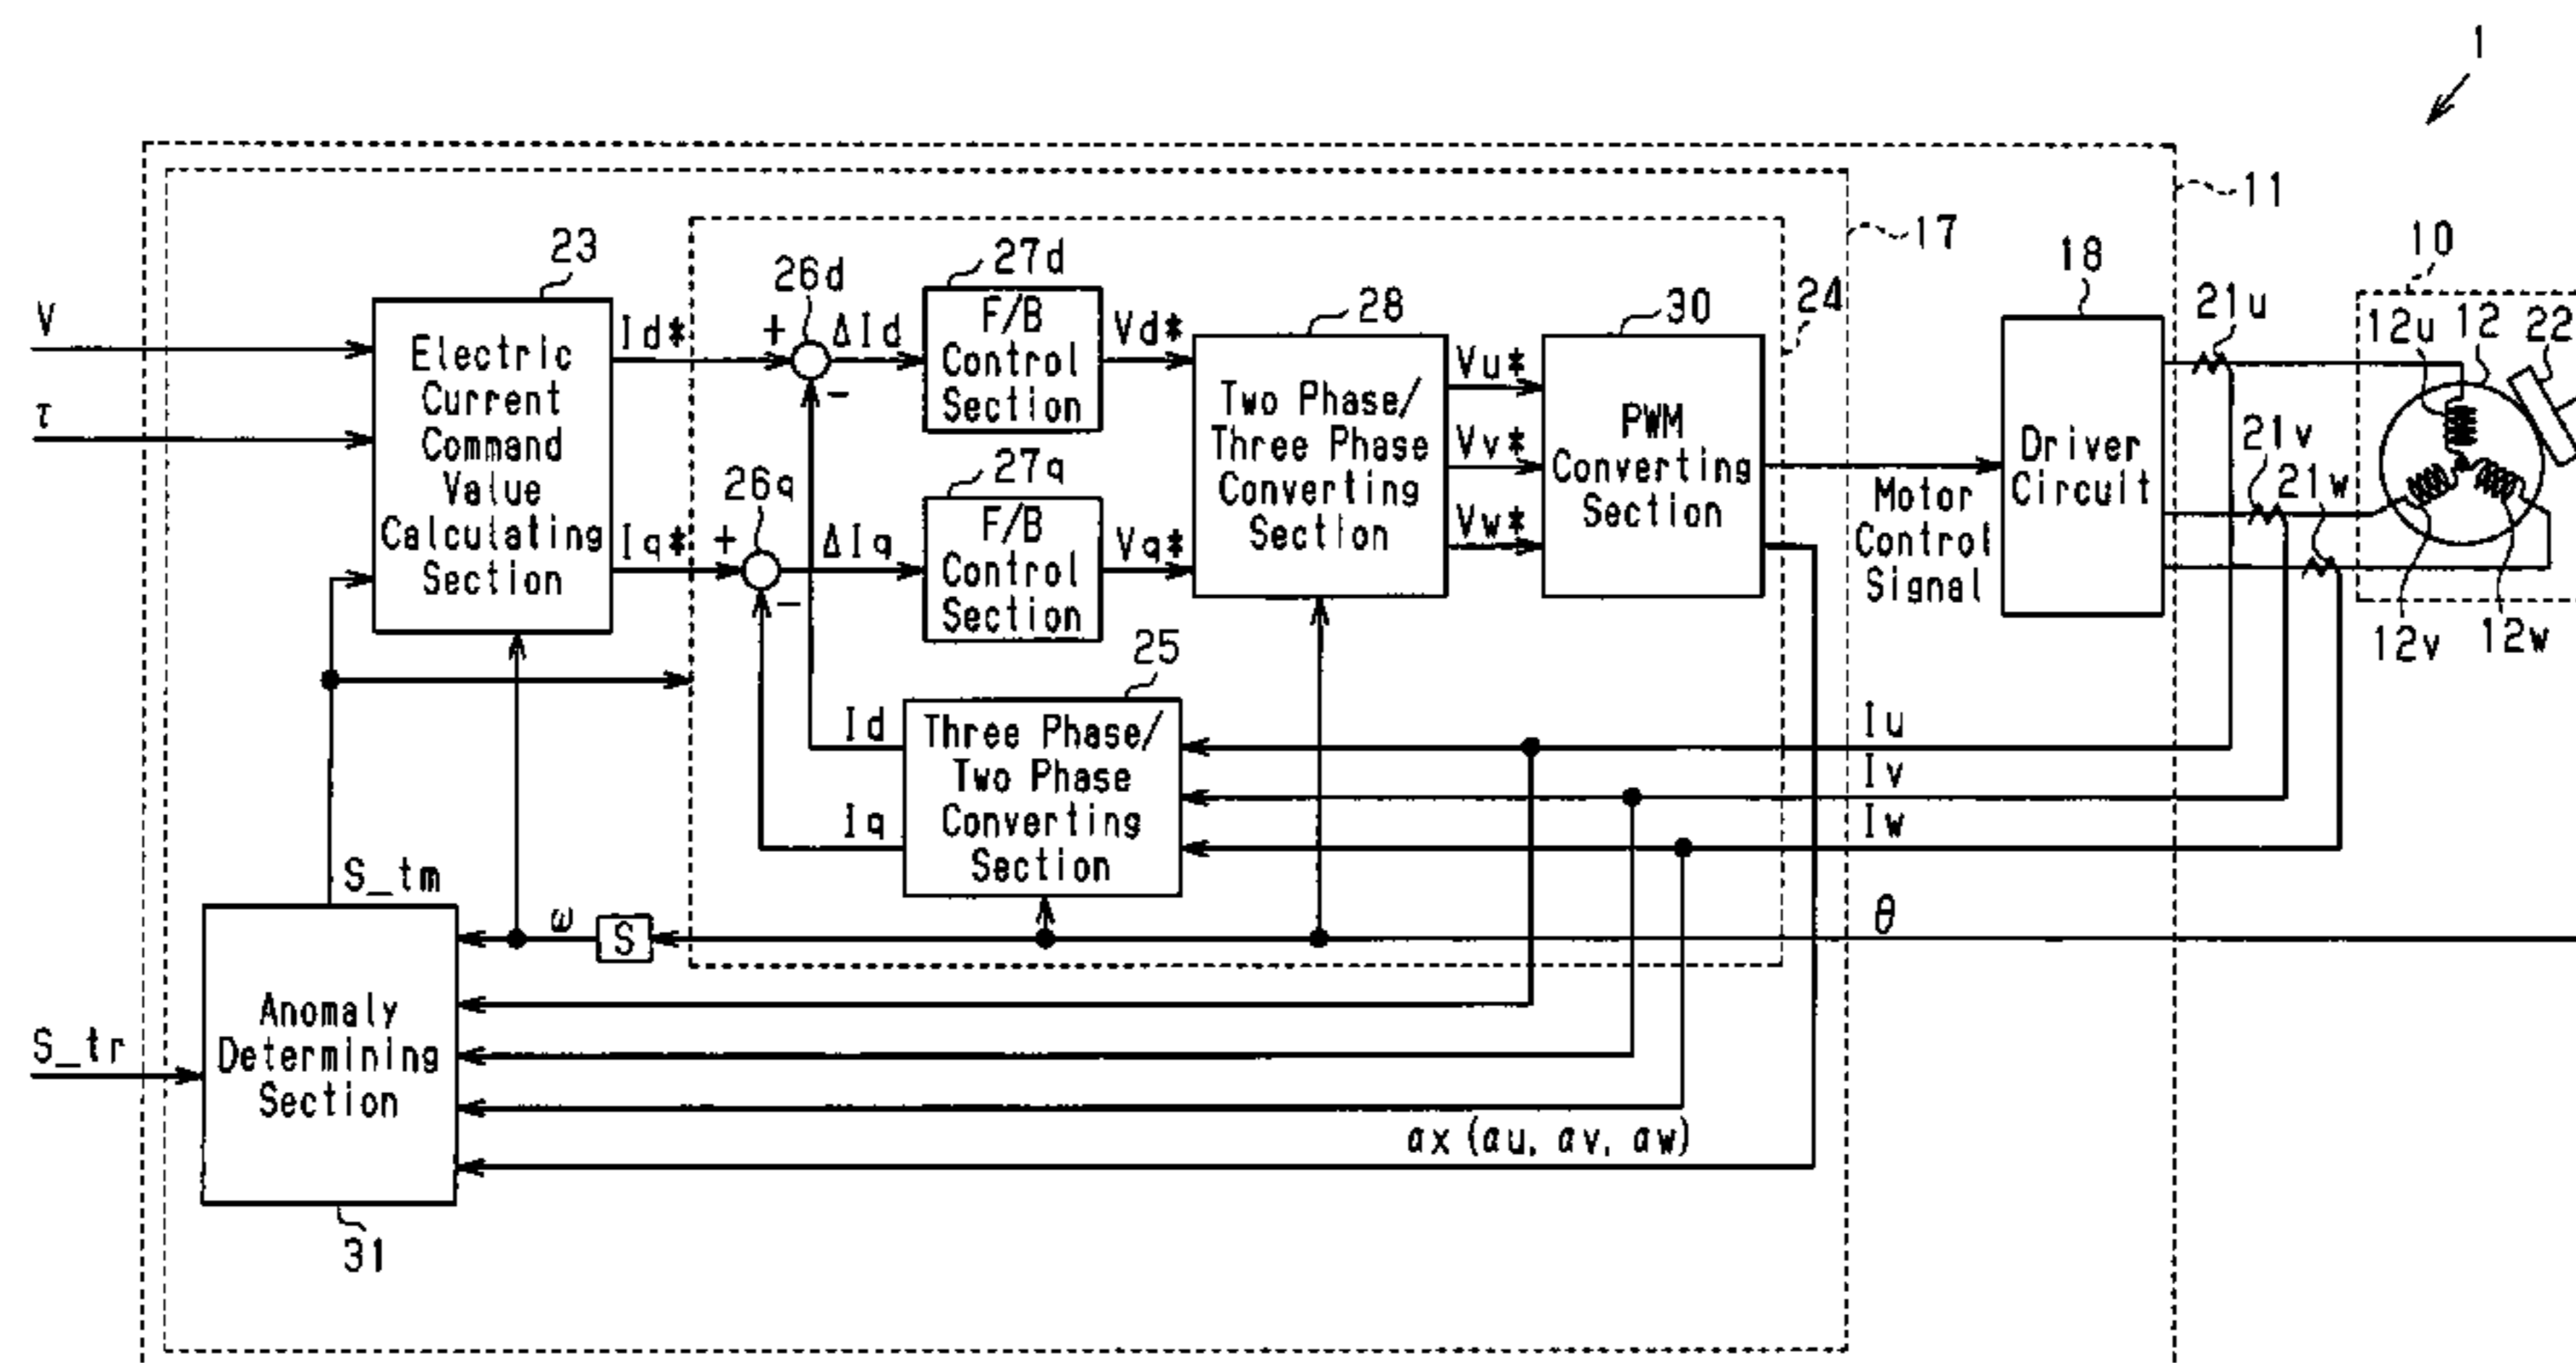 1
11
17
10
23
26d
27d
28
30
24
18
21u
12u
12
22
V
τ
Electric
Current
Command
Value
Calculating
Section
Id*
+
ΔId
-
F/B
Control
Section
Vd*
Two Phase/
Three Phase
Converting
Section
Vu*
Vv*
Vw*
PWM
Converting
Section
Motor
Control
Signal
Driver
Circuit
21v
21w
12v
12w
26q
27q
Iq*
+
ΔIq
-
F/B
Control
Section
Vq*
25
Three Phase/
Two Phase
Converting
Section
Id
Iq
Iu
Iv
Iw
S_tm
ω
S
θ
S_tr
Anomaly
Determining
Section
αx (αu, αv, αw)
31